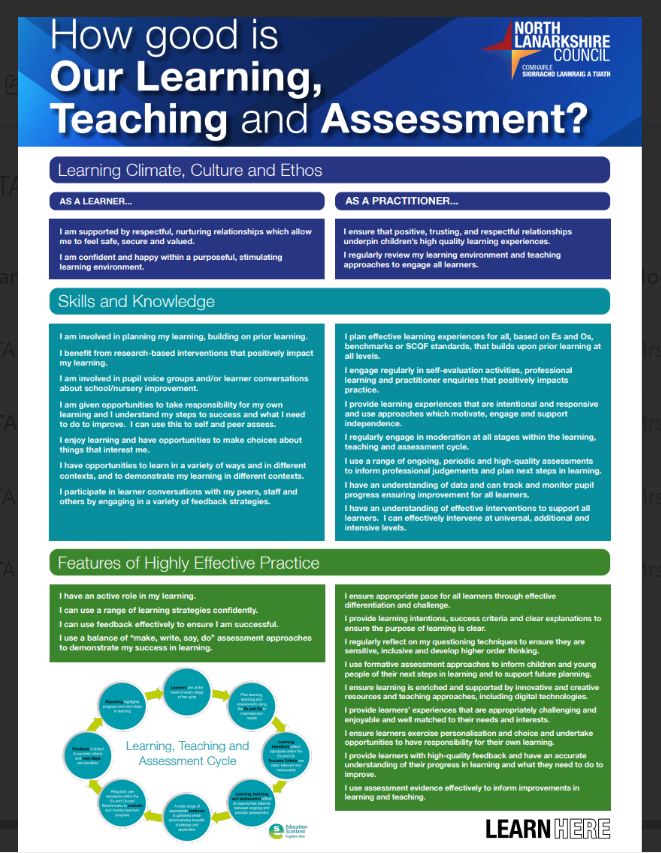 How good is
Our Learning,
Teaching and Assessment?
NORTH
LANARKSHIRE
COUNCIL
COMHAIRLE
SIORRACHD LANNRAIG A TUATH
Learning Climate, Culture and Ethos
AS A LEARNER...
I am supported by respectful, nurturing relationships which allow
me to feel safe, secure and valued.
I am confident and happy within a purposeful, stimulating
learning environment.
AS A PRACTITIONER...
I ensure that positive, trusting, and respectful relationships
underpin children's high quality learning experiences.
I regularly review my learning environment and teaching
approaches to engage all learners.
Skills and Knowledge
I am involved in planning my learning, building on prior learning.
I benefit from research-based interventions that positively impact
my learning.
I am involved in pupil voice groups and/or learner conversations
about school/nursery improvement.
I am given opportunities to take responsibility for my own
learning and I understand my steps to success and what I need
to do to improve. I can use this to self and peer assess.
I enjoy learning and have opportunities to make choices about
things that interest me.
I have opportunities to learn in a variety of ways and in different
contexts, and to demonstrate my learning in different contexts.
I participate in learner conversations with my peers, staff and
others by engaging in a variety of feedback strategies.
I plan effective learning experiences for all, based on Es and Os,
benchmarks or SCQF standards, that builds upon prior learning at
all levels.
I engage regularly in self-evaluation activities, professional
learning and practitioner enquiries that positively impacts
practice.
I provide learning experiences that are intentional and responsive
and use approaches which motivate, engage and support
independence.
I regularly engage in moderation at all stages within the learning,
teaching and assessment cycle.
I use a range of ongoing, periodic and high-quality assessments
to inform professional judgements and plan next steps in learning.
I have an understanding of data and can track and monitor pupil
progress ensuring improvement for all learners.
I have an understanding of effective interventions to support all
learners. I can effectively intervene at universal, additional and
intensive levels.
Features of Highly Effective Practice
I have an active role in my learning.
I can use a range of learning strategies confidently.
I can use feedback effectively to ensure I am successful.
I use a balance of "make, write, say, do" assessment approaches
to demonstrate my success in learning.
I ensure appropriate pace for all learners through effective
differentiation and challenge.
I provide learning intentions, success criteria and clear explanations to
ensure the purpose of learning is clear.
I regularly reflect on my questioning techniques to ensure they are
sensitive, inclusive and develop higher order thinking.
I use formative assessment approaches to inform children and young
people of their next steps in learning and to support future planning.
I ensure learning is enriched and supported by innovative and creative
resources and teaching approaches, including digital technologies.
I provide learners' experiences that are appropriately challenging and
enjoyable and well matched to their needs and interests.
I ensure learners exercise personalisation and choice and undertake
opportunities to have responsibility for their own learning.
I provide learners with high-quality feedback and have an accurate
understanding of their progress in learning and what they need to do to
improve.
I use assessment evidence effectively to inform improvements in
learning and teaching.
Learning, Teaching and
Assessment Cycle
Education
Scotland
LEARN HERE